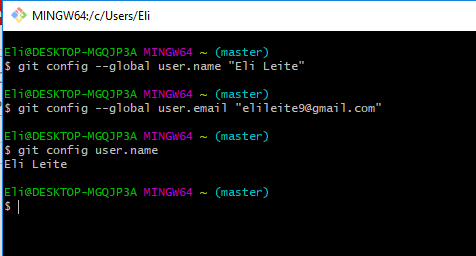 MINGW64:/c/Users/Eli
Eli@DESKTOP-MGQJP3A MINGW64 ~ (master)
$ git config --global user.name "Eli Leite"
Eli@DESKTOP-MGQJP3A MINGW64 ~ (master)
$ git config --global user.email "elileite9@gmail.com"
Eli@DESKTOP-MGQJP3A MINGW64 ~ (master)
$ git config user.name
Eli Leite
Eli@DESKTOP-MGQJP3A MINGW64 ~ (master)
$